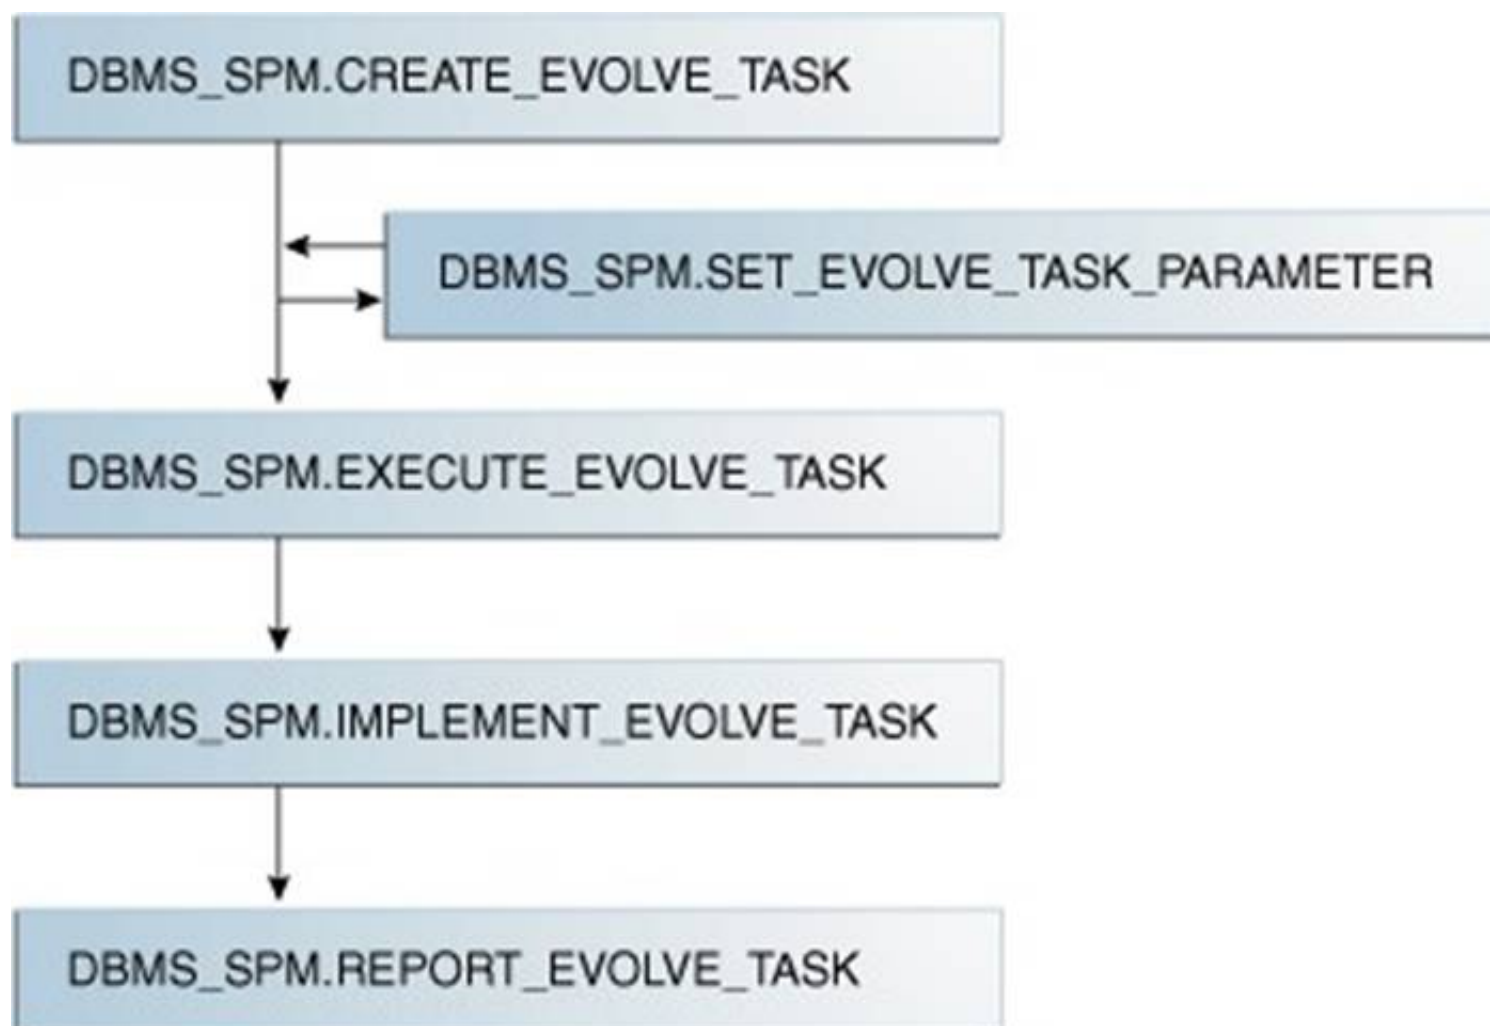 DBMS_SPM.CREATE_EVOLVE_TASK
DBMS_SPM.SET_EVOLVE_TASK_PARAMETER
DBMS_SPM.EXECUTE_EVOLVE_TASK
DBMS_SPM.IMPLEMENT_EVOLVE_TASK
DBMS_SPM.REPORT_EVOLVE_TASK